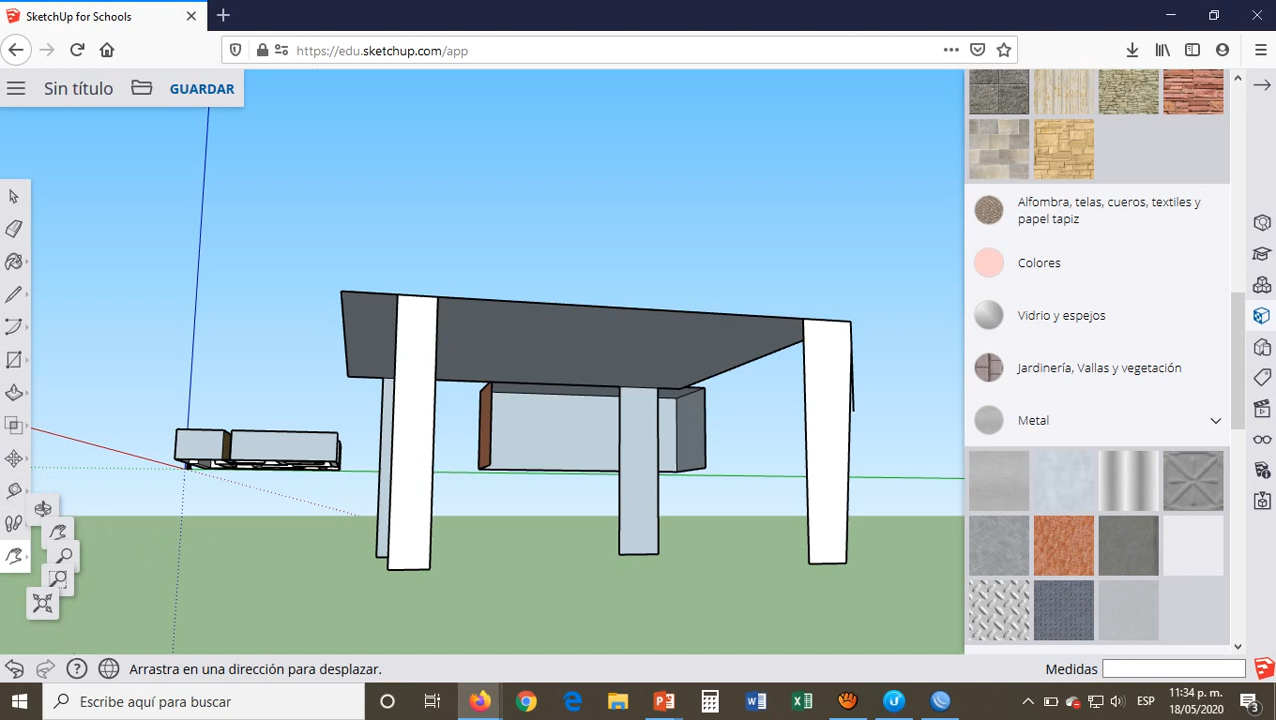 SketchUp for Schools
https://edu.sketchup.com/app
Sin título
GUARDAR
Alfombra, telas, cueros, textiles y
papel tapiz
Colores
Vidrio y espejos
Jardinería, Vallas y vegetación
Metal
Arrastra en una dirección para desplazar.
Medidas
Escribe aquí para buscar
ESP
11:34 p. m.
18/05/2020
3